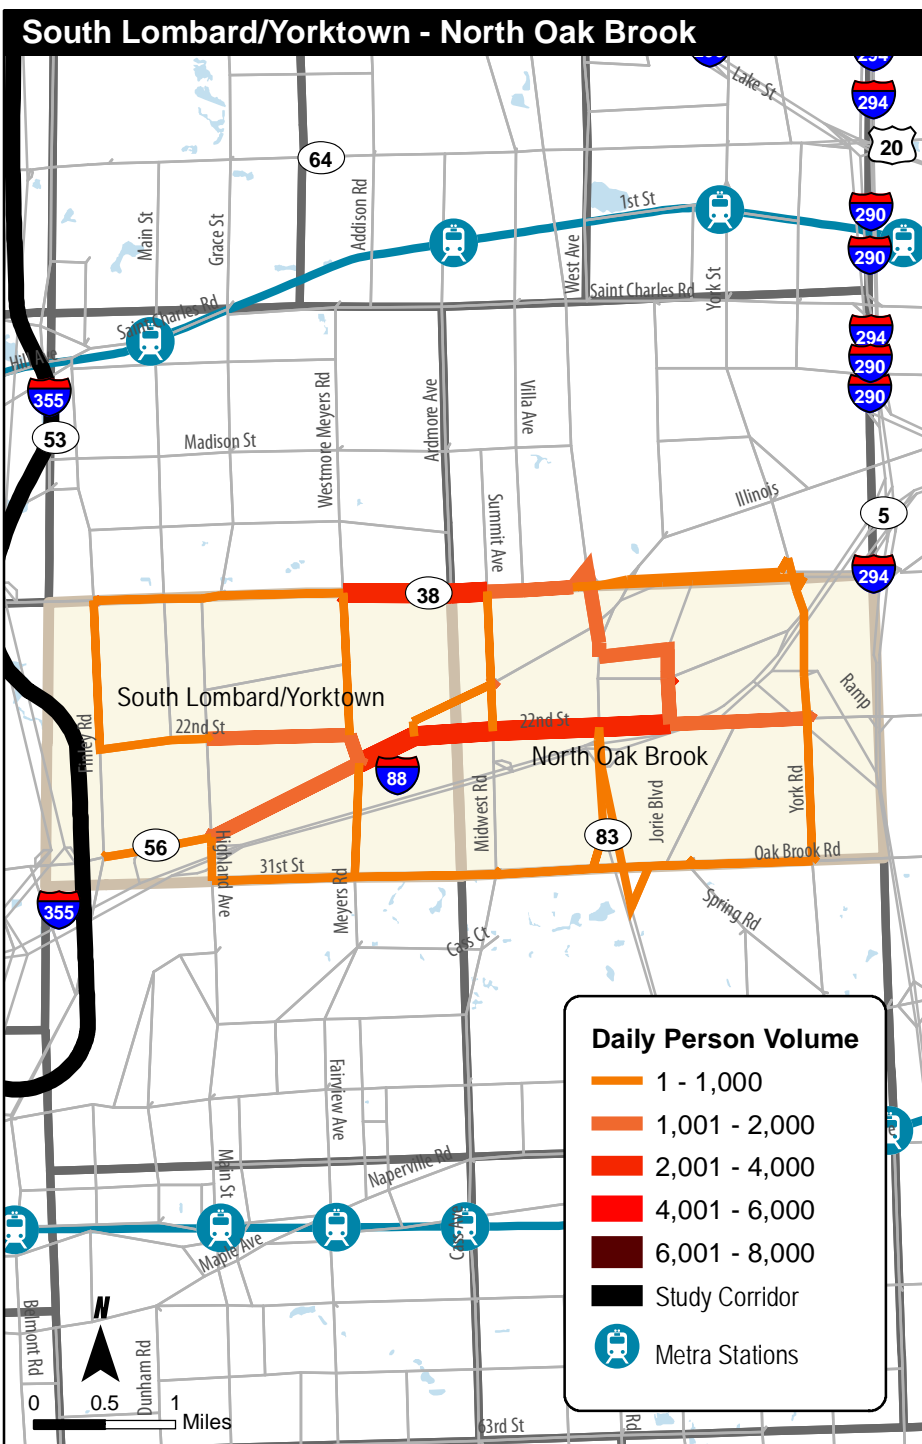 South Lombard/Yorktown - North Oak Brook
294
Lake St
294
20
64
Main St
Grace St
Addison Rd
1st St
290
West Ave
290
Saint Charles Rd
York St
Saint Charles Rd
294
Hill Ave
290
355
290
Westmore Meyers Rd
Ardmore Ave
Villa Ave
53
Madison St
Illinois
Summit Ave
5
294
38
South Lombard/Yorktown
Ramp
Finley Rd
22nd St
22nd St
North Oak Brook
88
Midwest Rd
Jorie Blvd
York Rd
83
56
Highland Ave
31st St
Oak Brook Rd
Meyers Rd
355
Spring Rd
Cass Ct
Daily Person Volume
1 - 1,000
1,001 - 2,000
2,001 - 4,000
4,001 - 6,000
6,001 - 8,000
Study Corridor
Metra Stations
Fairview Ave
Main St
Naperville Rd
Cass Ave
Maple Ave
Belmont Rd
N
Dunham Rd
0 0.5 1
Miles
63rd St
Rd